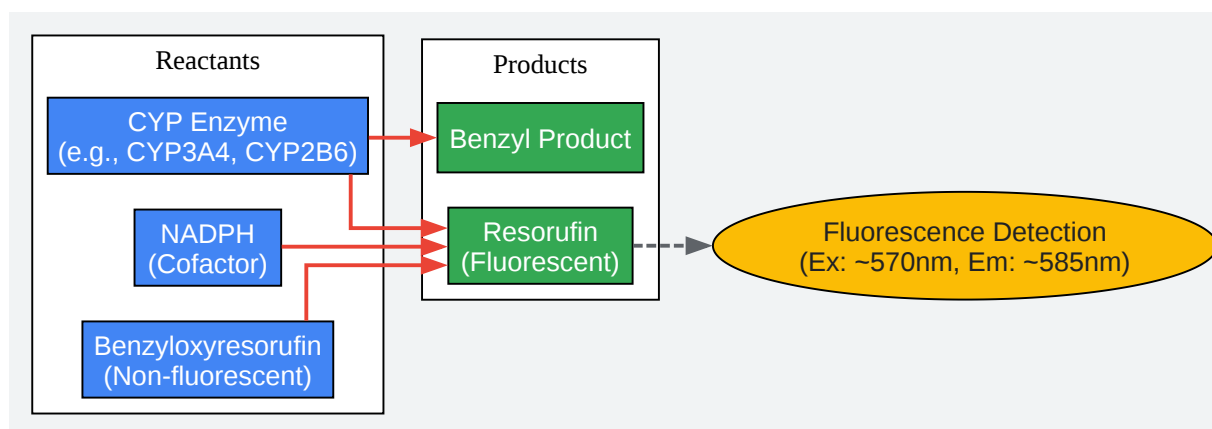 Reactants
CYP Enzyme
(e.g., CYP3A4, CYP2B6)
NADPH
(Cofactor)
Benzyloxyresorufin
(Non-fluorescent)
Products
Benzyl Product
Resorufin
(Fluorescent)
Fluorescence Detection
(Ex: ~570nm, Em: ~585nm)